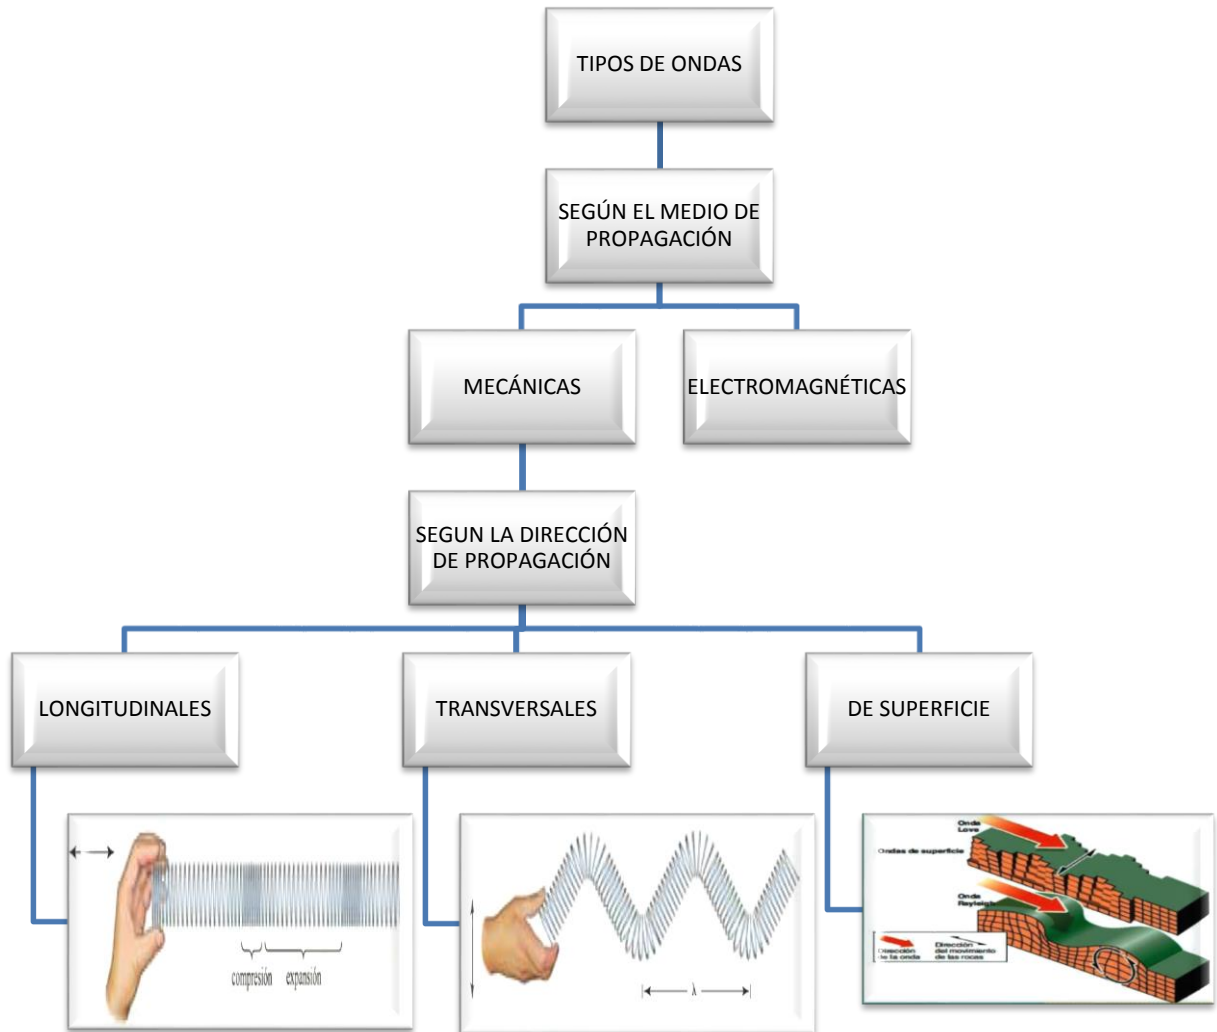 TIPOS DE ONDAS
SEGÚN EL MEDIO DE
PROPAGACIÓN
MECÁNICAS
ELECTROMAGNÉTICAS
SEGUN LA DIRECCIÓN
DE PROPAGACIÓN
LONGITUDINALES
TRANSVERSALES
DE SUPERFICIE
compresión
expansión
λ
Onda
Love
Ondas de superficie
Onda
Rayleigh
Dirección
de la onda
Dirección
del movimiento
de las rocas